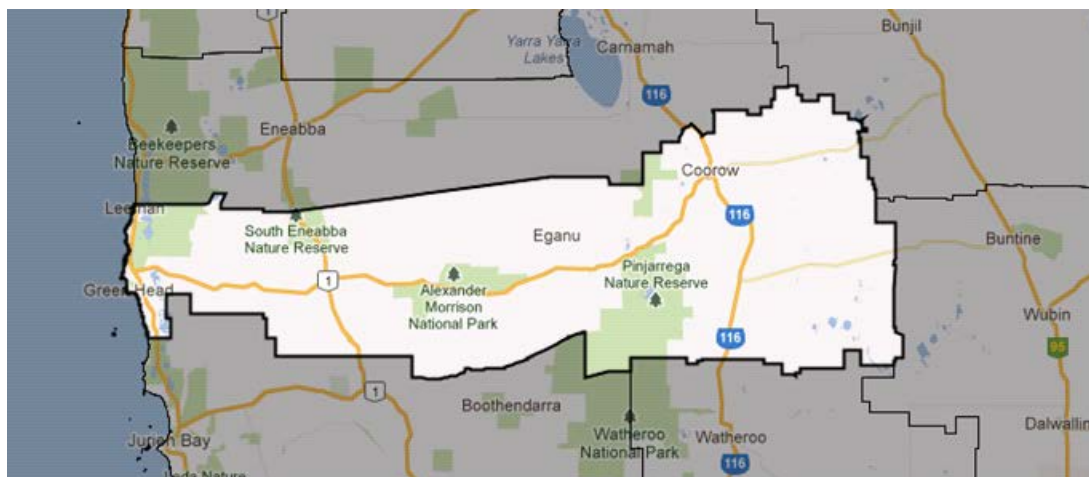 1
Yarra Yarra
Lakes
Carnamah
Bunjil
116
Eneabba
Beekeepers
Nature Reserve
Coorow
Leeman
116
South Eneabba
Nature Reserve
Eganu
Buntine
Pinjarrega
Nature Reserve
1
Green Head
Alexander
Morrison
National Park
Wubin
116
95
1
Boothendarra
Dalwallin
Jurien Bay
Watheroo
National Park
Watheroo
116
Nature